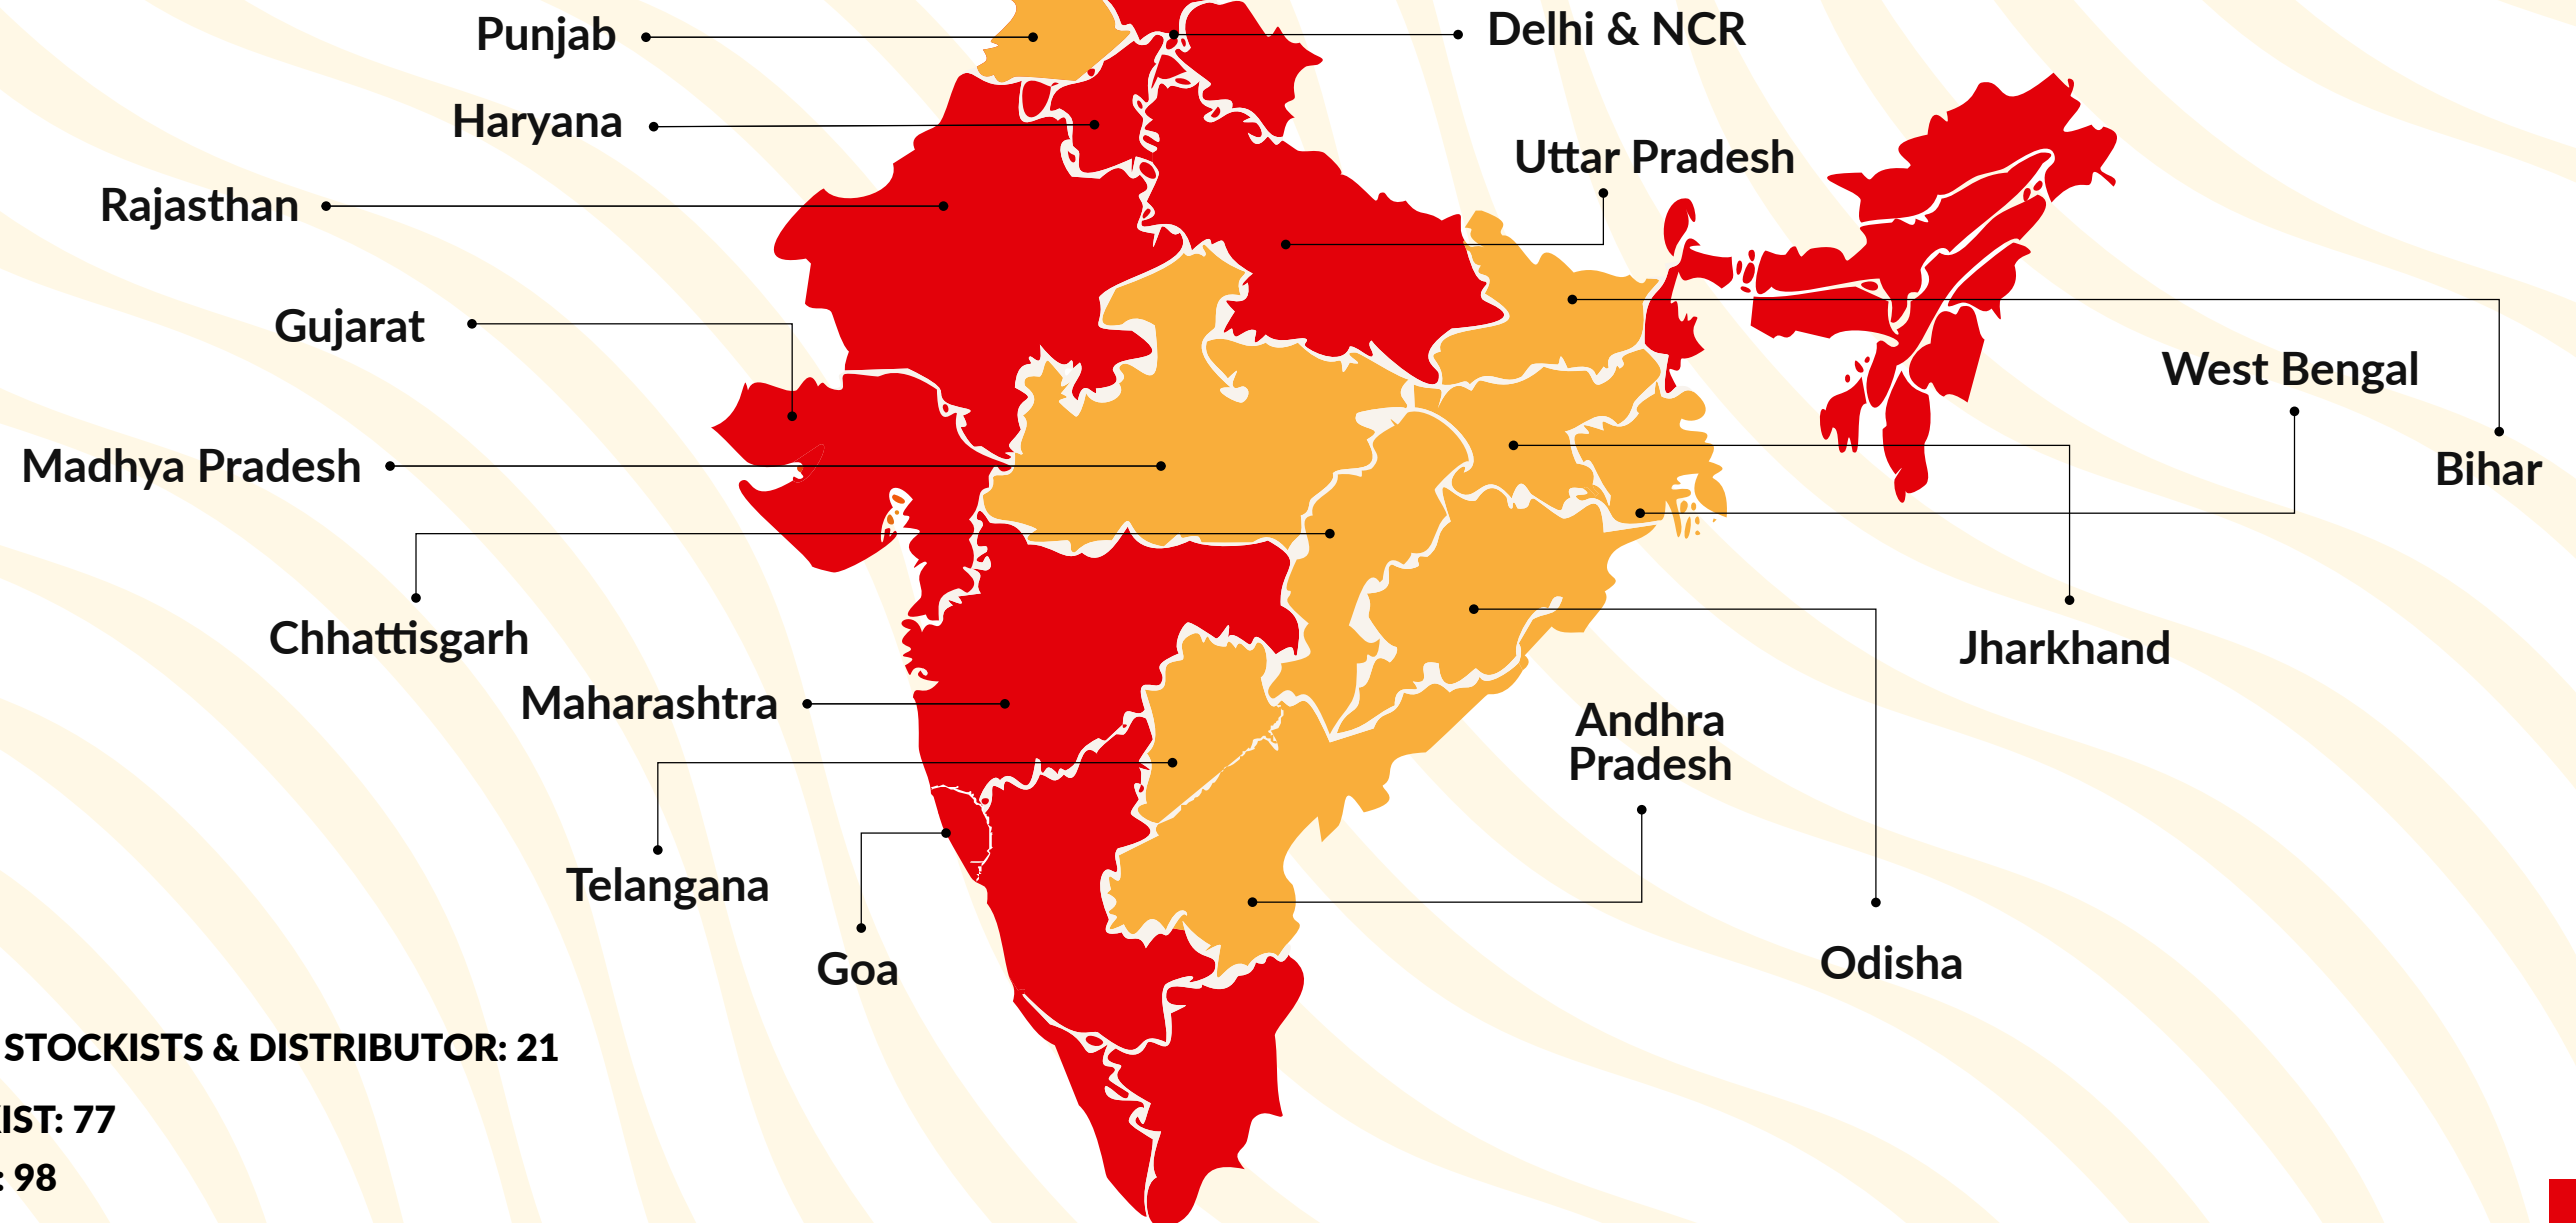 Punjab
Delhi & NCR
Haryana
Uttar Pradesh
Rajasthan
Gujarat
West Bengal
Madhya Pradesh
Bihar
Chhattisgarh
Jharkhand
Maharashtra
Andhra
Pradesh
Telangana
Goa
Odisha
STOCKISTS & DISTRIBUTOR: 21
IST: 77
: 98